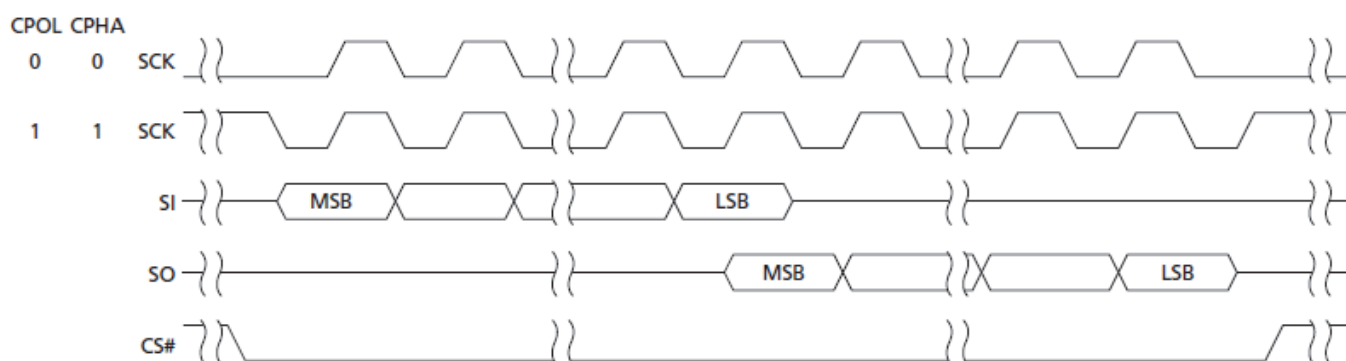 CPOL CPHA
0 0 SCK
1 1 SCK
SI MSB LSB
SO MSB LSB
CS#